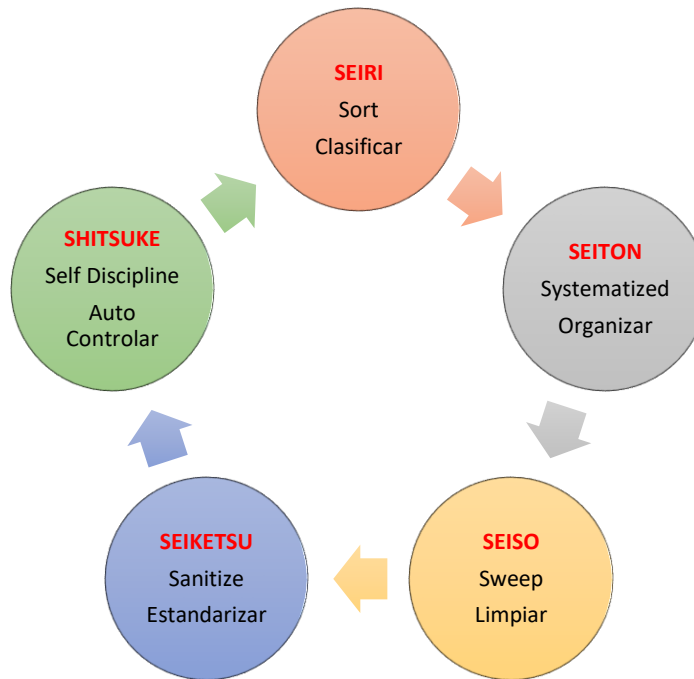 SEIRI
Sort
Clasificar
SEITON
Systematized
Organizar
SEISO
Sweep
Limpiar
SEIKETSU
Sanitize
Estandarizar
SHITSUKE
Self Discipline
Auto
Controlar